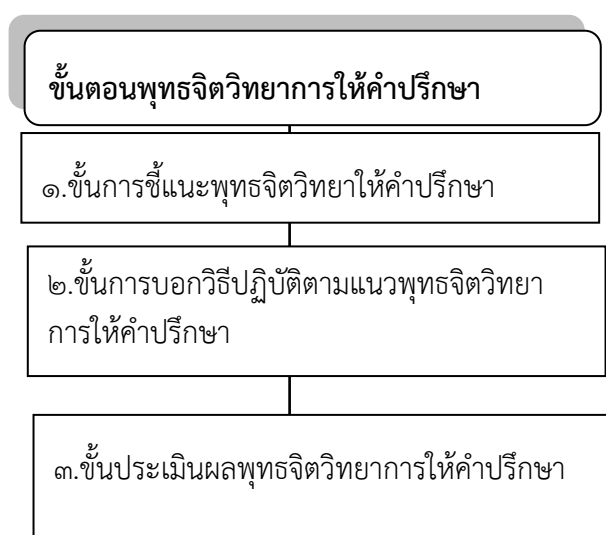 ขั้นตอนพุทธจิตวิทยาการให้คำปรึกษา
๑.ขั้นการชี้แนะพุทธจิตวิทยาให้คำปรึกษา
๒.ขั้นการบอกวิธีปฏิบัติตามแนวพุทธจิตวิทยา
การให้คำปรึกษา
๓.ขั้นประเมินผลพุทธจิตวิทยาการให้คำปรึกษา